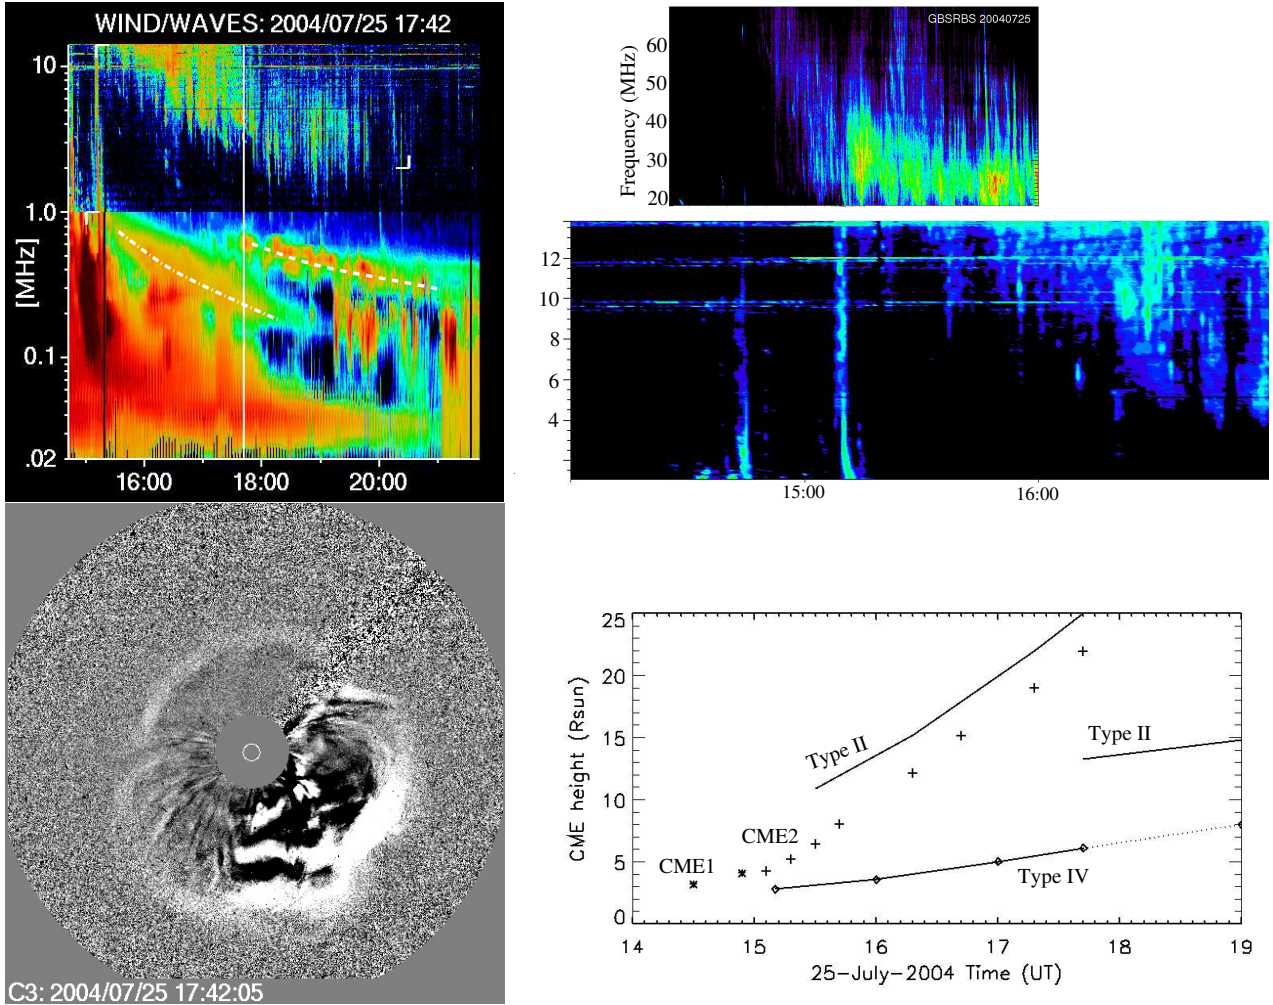 WIND/WAVES: 2004/07/25 17:42
10
1.0
[MHz]
0.1
.02
16:00 18:00 20:00
GBSRBS 20040725
Frequency (MHz)
60
50
40
30
20
12
10
8
6
4
15:00 16:00
C3: 2004/07/25 17:42:05
CME height (Rsun)
25
20
15
10
5
0
Type II
Type II
CME2
CME1
Type IV
14 15 16 17 18 19
25-July-2004 Time (UT)